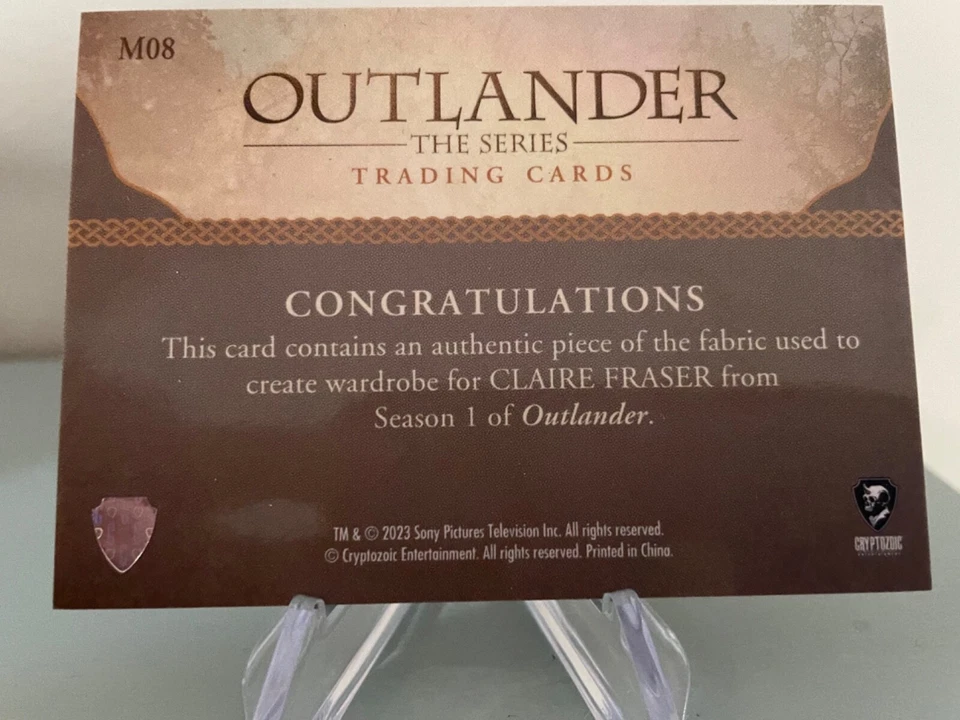 M08
OUTLANDER
THE SERIES
TRADING CARDS
CONGRATULATIONS
This card contains an authentic piece of the fabric used to
create wardrobe for CLAIRE FRASER from
Season 1 of Outlander.
TM & © 2023 Sony Pictures Television Inc. All rights reserved.
© Cryptozoic Entertainment. All rights reserved. Printed in China.
CRYPTOZOIC
ENTERTAINMENT